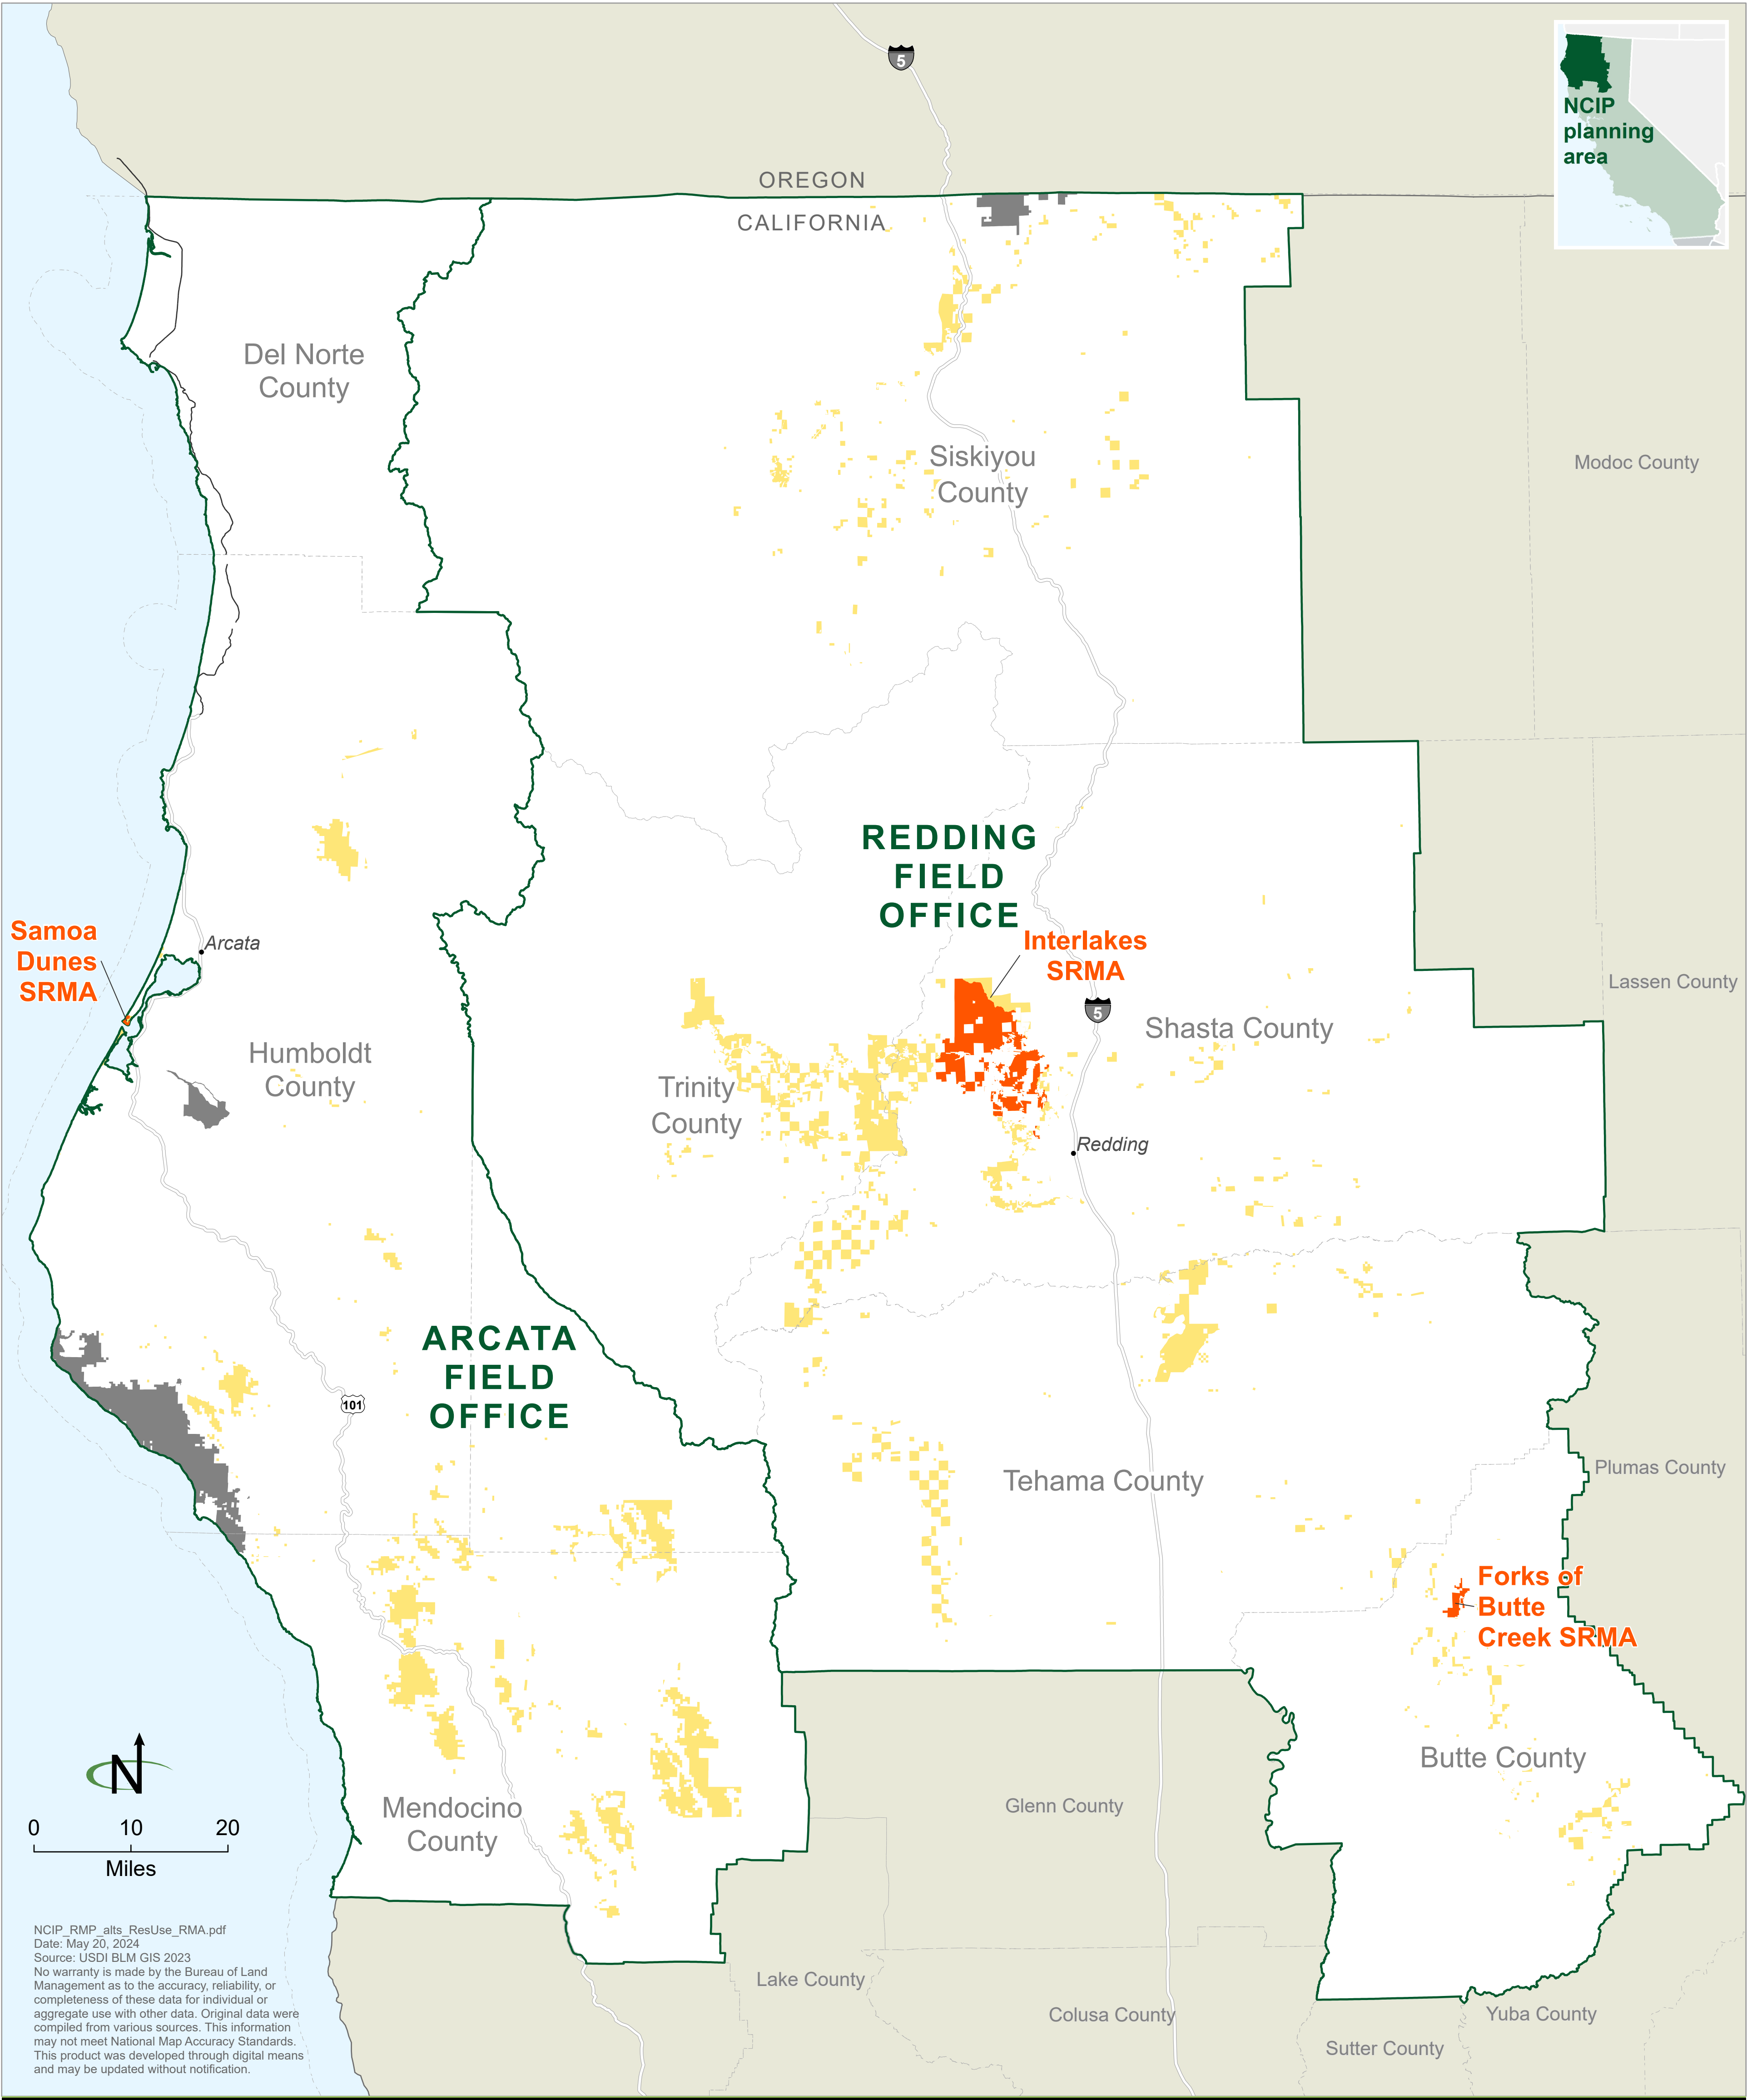 5
NCIP
planning
area
OREGON
CALIFORNIA
Del Norte
County
Siskiyou
County
Modoc County
REDDING
FIELD
OFFICE
Samoa
Dunes
SRMA
Arcata
Interlakes
SRMA
Lassen County
5
Shasta County
Humboldt
County
Trinity
County
Redding
ARCATA
FIELD
OFFICE
101
Tehama County
Plumas County
Forks of
Butte
Creek SRMA
Butte County
N
Mendocino
County
Glenn County
0 10 20
Miles
NCIP_RMP_alts_ResUse_RMA.pdf
Date: May 20, 2024
Source: USDI BLM GIS 2023
No warranty is made by the Bureau of Land
Management as to the accuracy, reliability, or
completeness of these data for individual or
aggregate use with other data. Original data were
compiled from various sources. This information
may not meet National Map Accuracy Standards.
This product was developed through digital means
and may be updated without notification.
Lake County
Colusa County
Yuba County
Sutter County